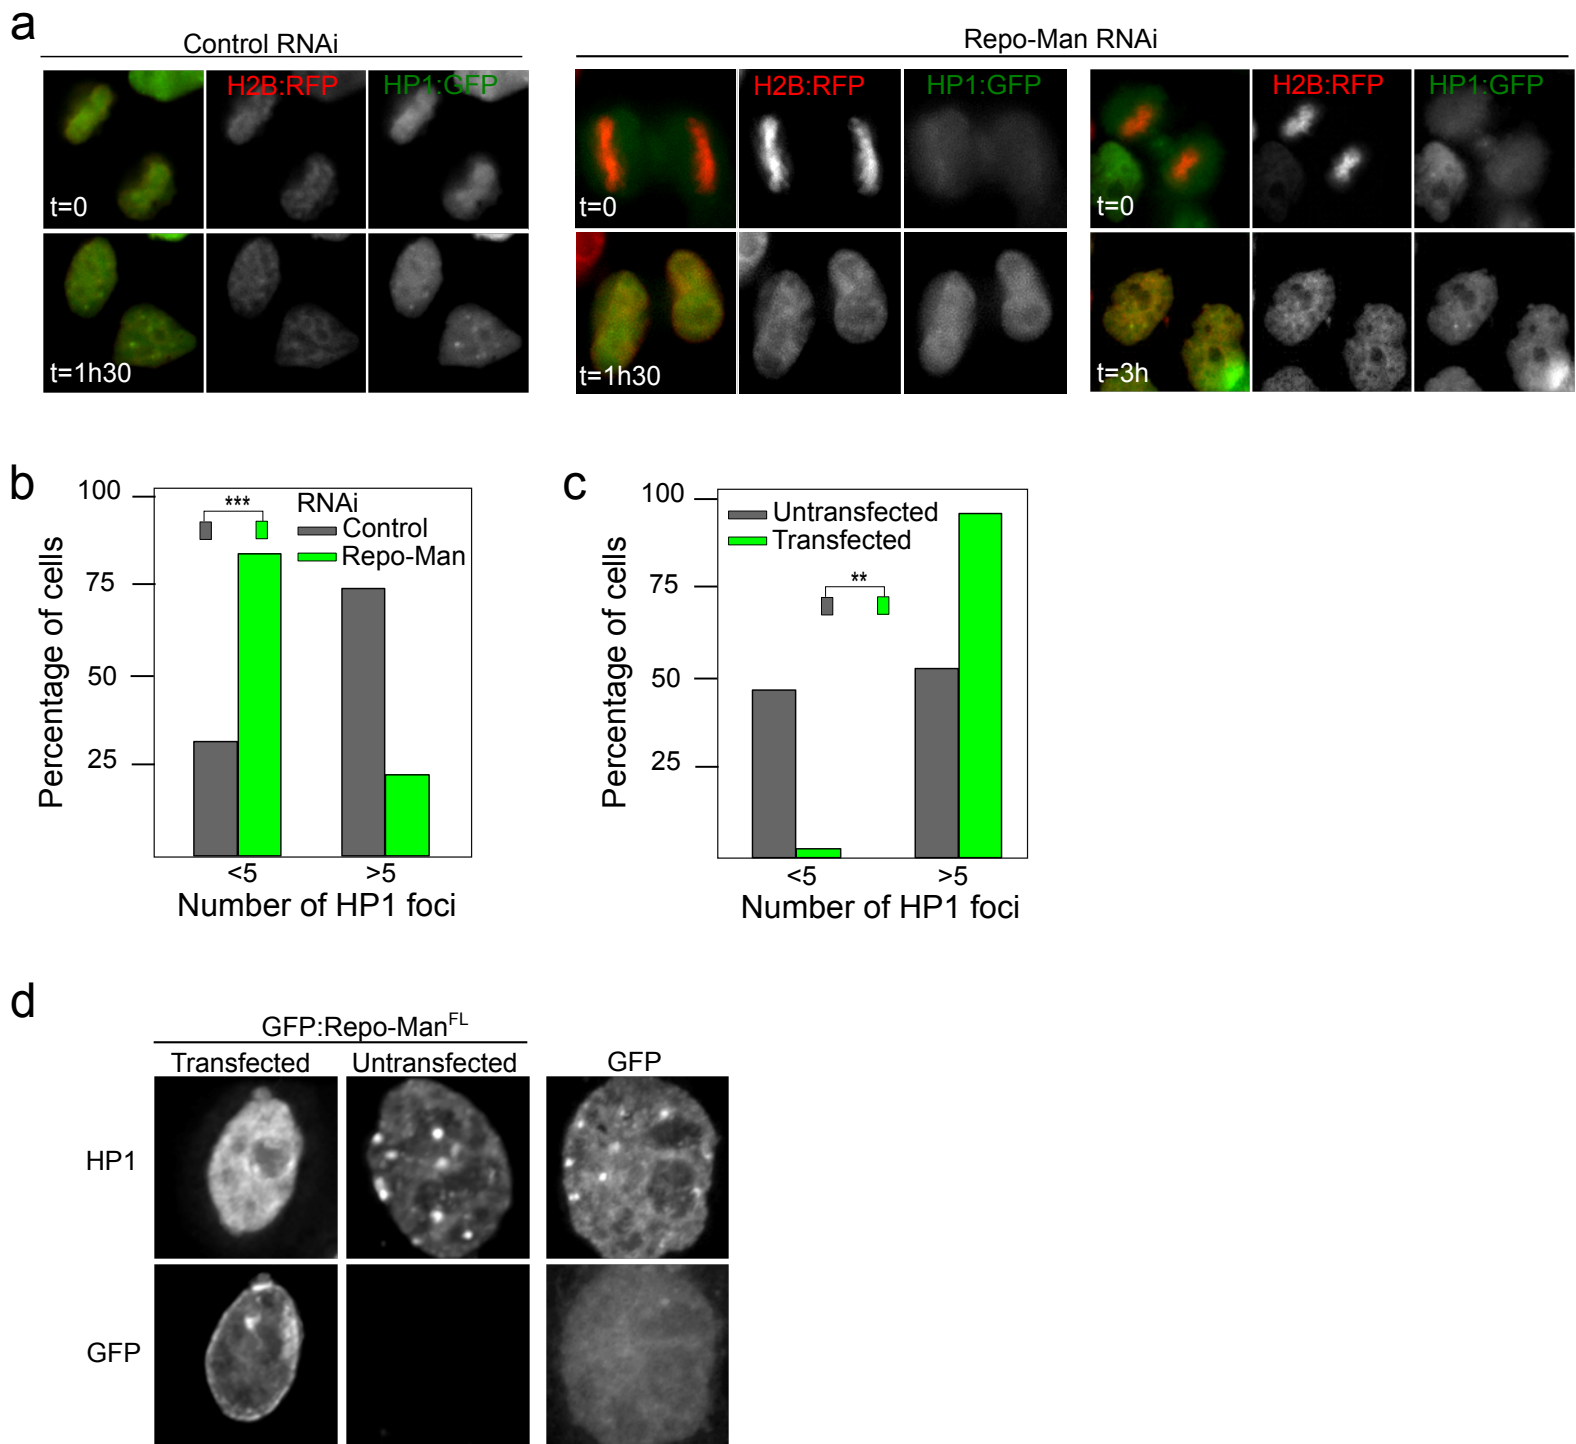 a
Control RNAi
Repo-Man RNAi
H2B:RFP HP1:GFP
H2B:RFP HP1:GFP
H2B:RFP HP1:GFP
t=0
t=0
t=0
t=1h30
t=1h30
t=3h
b
Percentage of cells
100
75
50
25
***
RNAi
Control
Repo-Man
<5 >5
Number of HP1 foci
c
Percentage of cells
100
75
50
25
Untransfected
Transfected
**
<5 >5
Number of HP1 foci
d
GFP:Repo-ManFL
Transfected Untransfected GFP
HP1
GFP